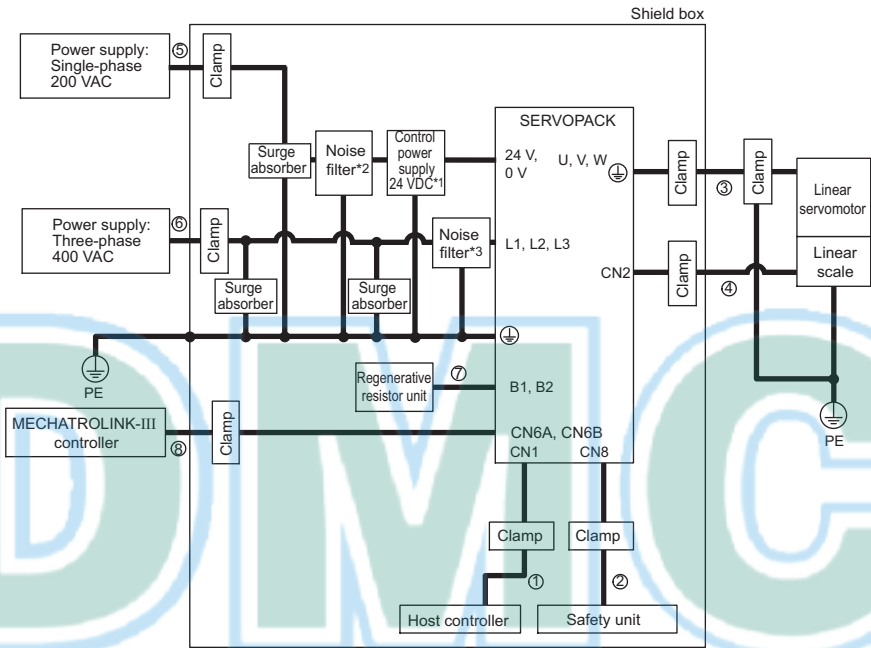 Shield box
Power supply:
Single-phase
200 VAC
⑤
Clamp
SERVOPACK
Surge
absorber
Noise
filter*2
Control
power
supply
24 VDC*1
24 V,
0 V
U, V, W
Clamp
③
Clamp
Linear
servomotor
Power supply:
Three-phase
400 VAC
⑥
Clamp
Surge
absorber
Surge
absorber
Noise
filter*3
L1, L2, L3
CN2
Clamp
④
Linear
scale
PE
Regenerative
resistor unit
⑦
B1, B2
PE
MECHATROLINK-III
controller
⑧
Clamp
CN6A, CN6B
CN1
CN8
Clamp
Clamp
①
②
Host controller
Safety unit
DMC